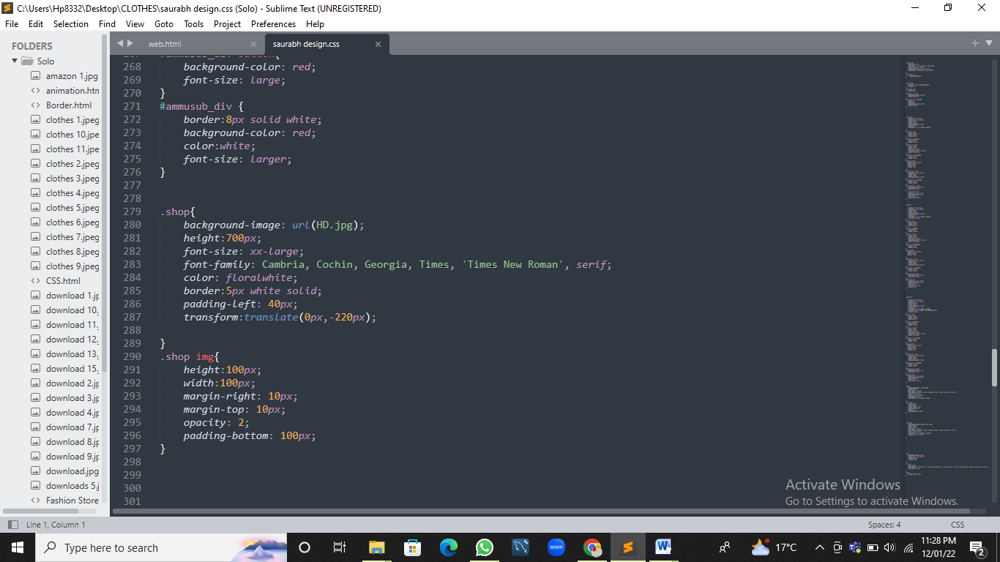 C:\Users\Hp8332\Desktop\CLOTHES\saurabh design.css (Solo) - Sublime Text (UNREGISTERED)
File Edit Selection Find View Goto Tools Project Preferences Help
FOLDERS
Solo
amazon 1.jpg
animation.htn
Border.html
clothes 1.jpeg
clothes 10.jpe
clothes 11.jpe
clothes 2.jpeg
clothes 3.jpeg
clothes 4.jpeg
clothes 5.jpeg
clothes 6.jpeg
clothes 7.jpeg
clothes 8.jpeg
clothes 9.jpeg
CSS.html
download 1.jp
download 10.
download 11.
download 12.
download 13.
download 15.
download 2.jp
download 3.jp
download 4.jp
download 7.jp
download 8.jp
download 9.jp
download.jpg
downloads 5.j
Fashion Store
web.html
saurabh design.css
268 background-color: red;
269 font-size: large;
270 }
271 #ammusub_div {
272 border:8px solid white;
273 background-color: red;
274 color:white;
275 font-size: larger;
276 }
277
278
279 .shop{
280 background-image: url(HD.jpg);
281 height:700px;
282 font-size: xx-large;
283 font-family: Cambria, Cochin, Georgia, Times, 'Times New Roman', serif;
284 color: floralwhite;
285 border:5px white solid;
286 padding-left: 40px;
287 transform:translate(0px,-220px);
288
289 }
290 .shop img{
291 height:100px;
292 width:100px;
293 margin-right: 10px;
294 margin-top: 10px;
295 opacity: 2;
296 padding-bottom: 100px;
297 }
298
299
300
301
Activate Windows
Go to Settings to activate Windows.
Line 1, Column 1
Spaces: 4
CSS
Type here to search
zoom
17°C
11:28 PM
12/01/22
2